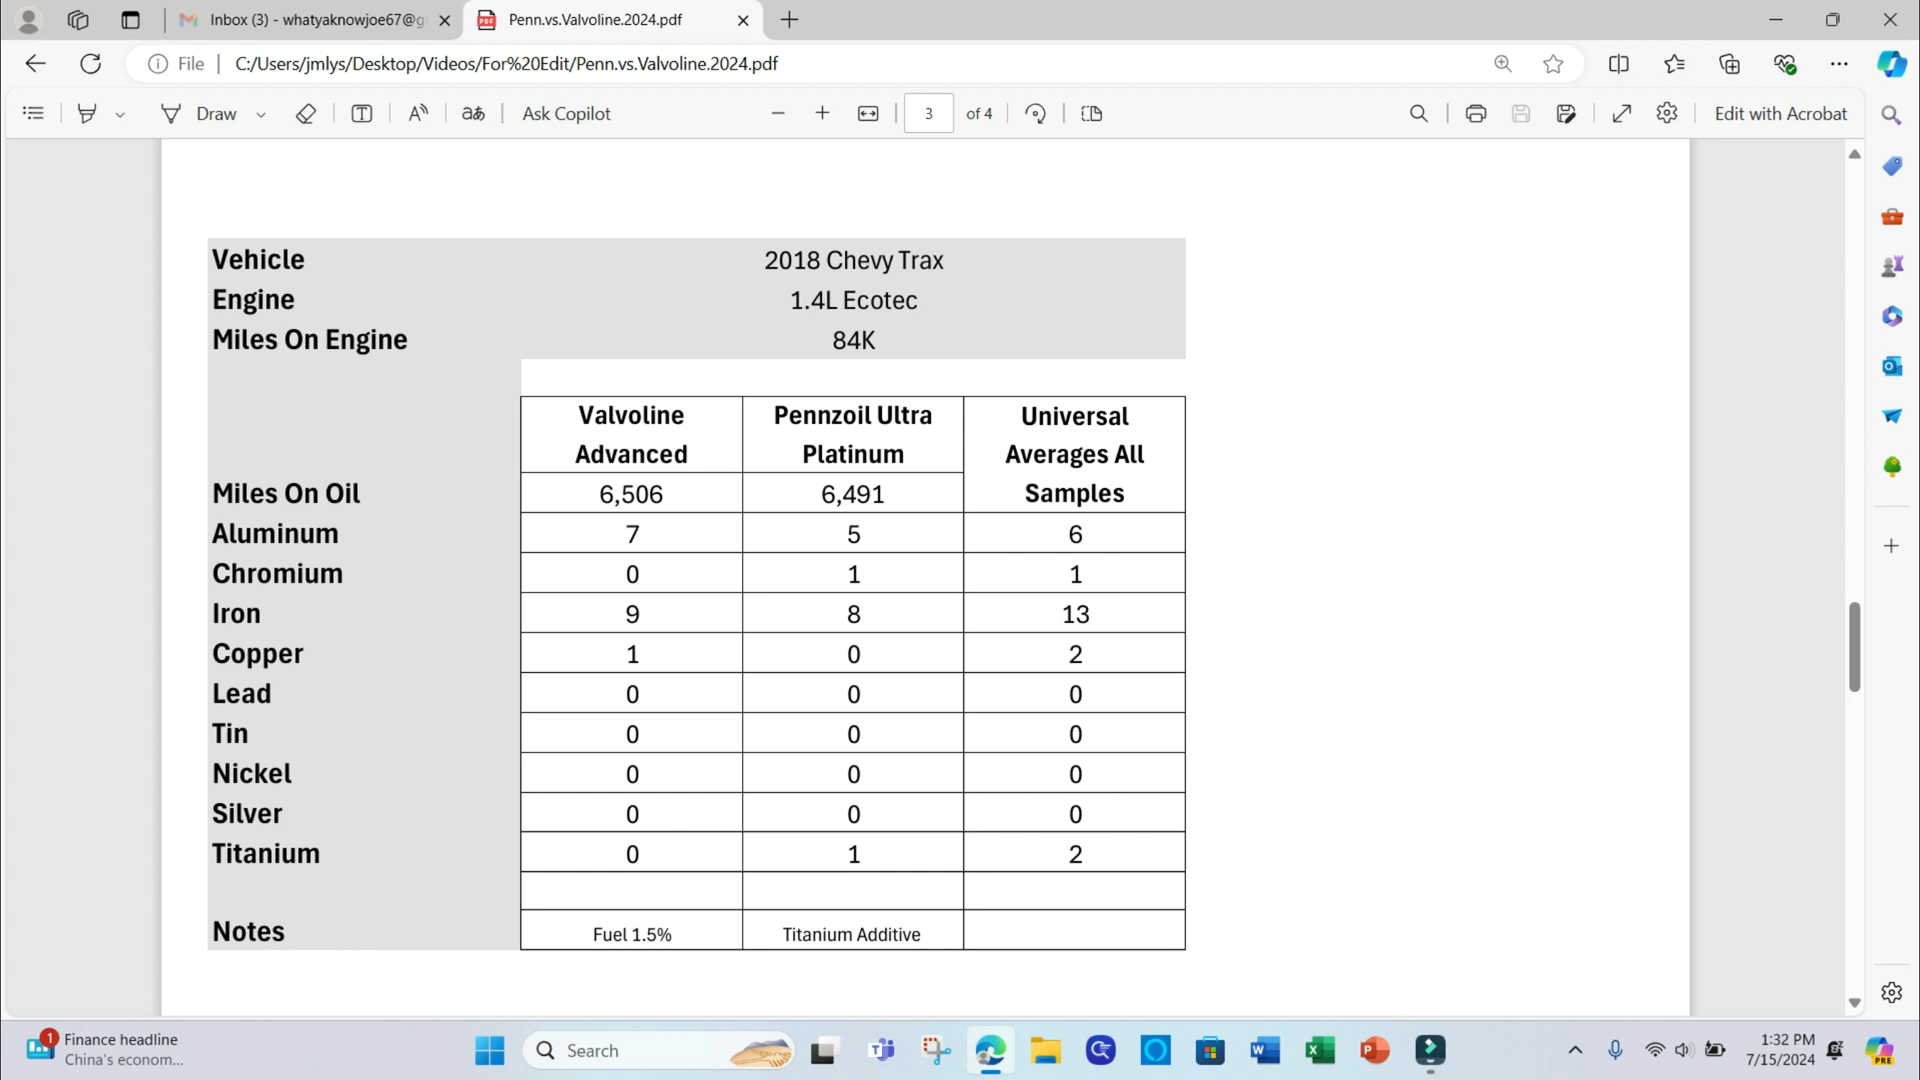 Inbox (3) - whatyaknowjoe67@g
Penn.vs.Valvoline.2024.pdf
File
C:/Users/jmlys/Desktop/Videos/For%20Edit/Penn.vs.Valvoline.2024.pdf
Draw
Ask Copilot
3 of 4
Edit with Acrobat
Vehicle 2018 Chevy Trax
Engine 1.4L Ecotec
Miles On Engine 84K
Valvoline Pennzoil Ultra Universal
Advanced Platinum Averages All
Miles On Oil 6,506 6,491 Samples
Aluminum 7 5 6
Chromium 0 1 1
Iron 9 8 13
Copper 1 0 2
Lead 0 0 0
Tin 0 0 0
Nickel 0 0 0
Silver 0 0 0
Titanium 0 1 2
Notes Fuel 1.5% Titanium Additive
1 Finance headline
China's econom...
Search
1:32 PM
7/15/2024
PRE